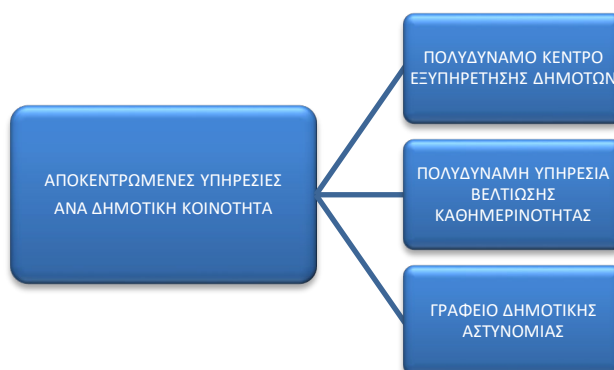 ΑΠΟΚΕΝΤΡΩΜΕΝΕΣ ΥΠΗΡΕΣΙΕΣ
ΑΝΑ ΔΗΜΟΤΙΚΗ ΚΟΙΝΟΤΗΤΑ
ΠΟΛΥΔΥΝΑΜΟ ΚΕΝΤΡΟ
ΕΞΥΠΗΡΕΤΗΣΗΣ ΔΗΜΟΤΩΝ
ΠΟΛΥΔΥΝΑΜΗ ΥΠΗΡΕΣΙΑ
ΒΕΛΤΙΩΣΗΣ
ΚΑΘΗΜΕΡΙΝΟΤΗΤΑΣ
ΓΡΑΦΕΙΟ ΔΗΜΟΤΙΚΗΣ
ΑΣΤΥΝΟΜΙΑΣ